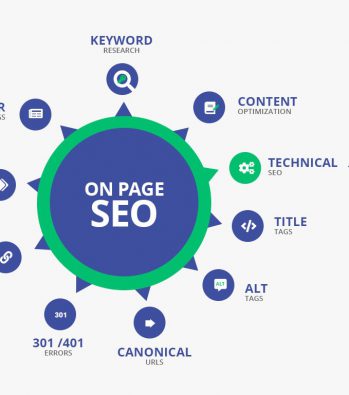 KEYWORD
RESEARCH
CONTENT
OPTIMIZATION
TECHNICAL
SEO
ON PAGE
SEO
TITLE
TAGS
ALT
ALT
TAGS
301
301 /401
ERRORS
CANONICAL
URLS